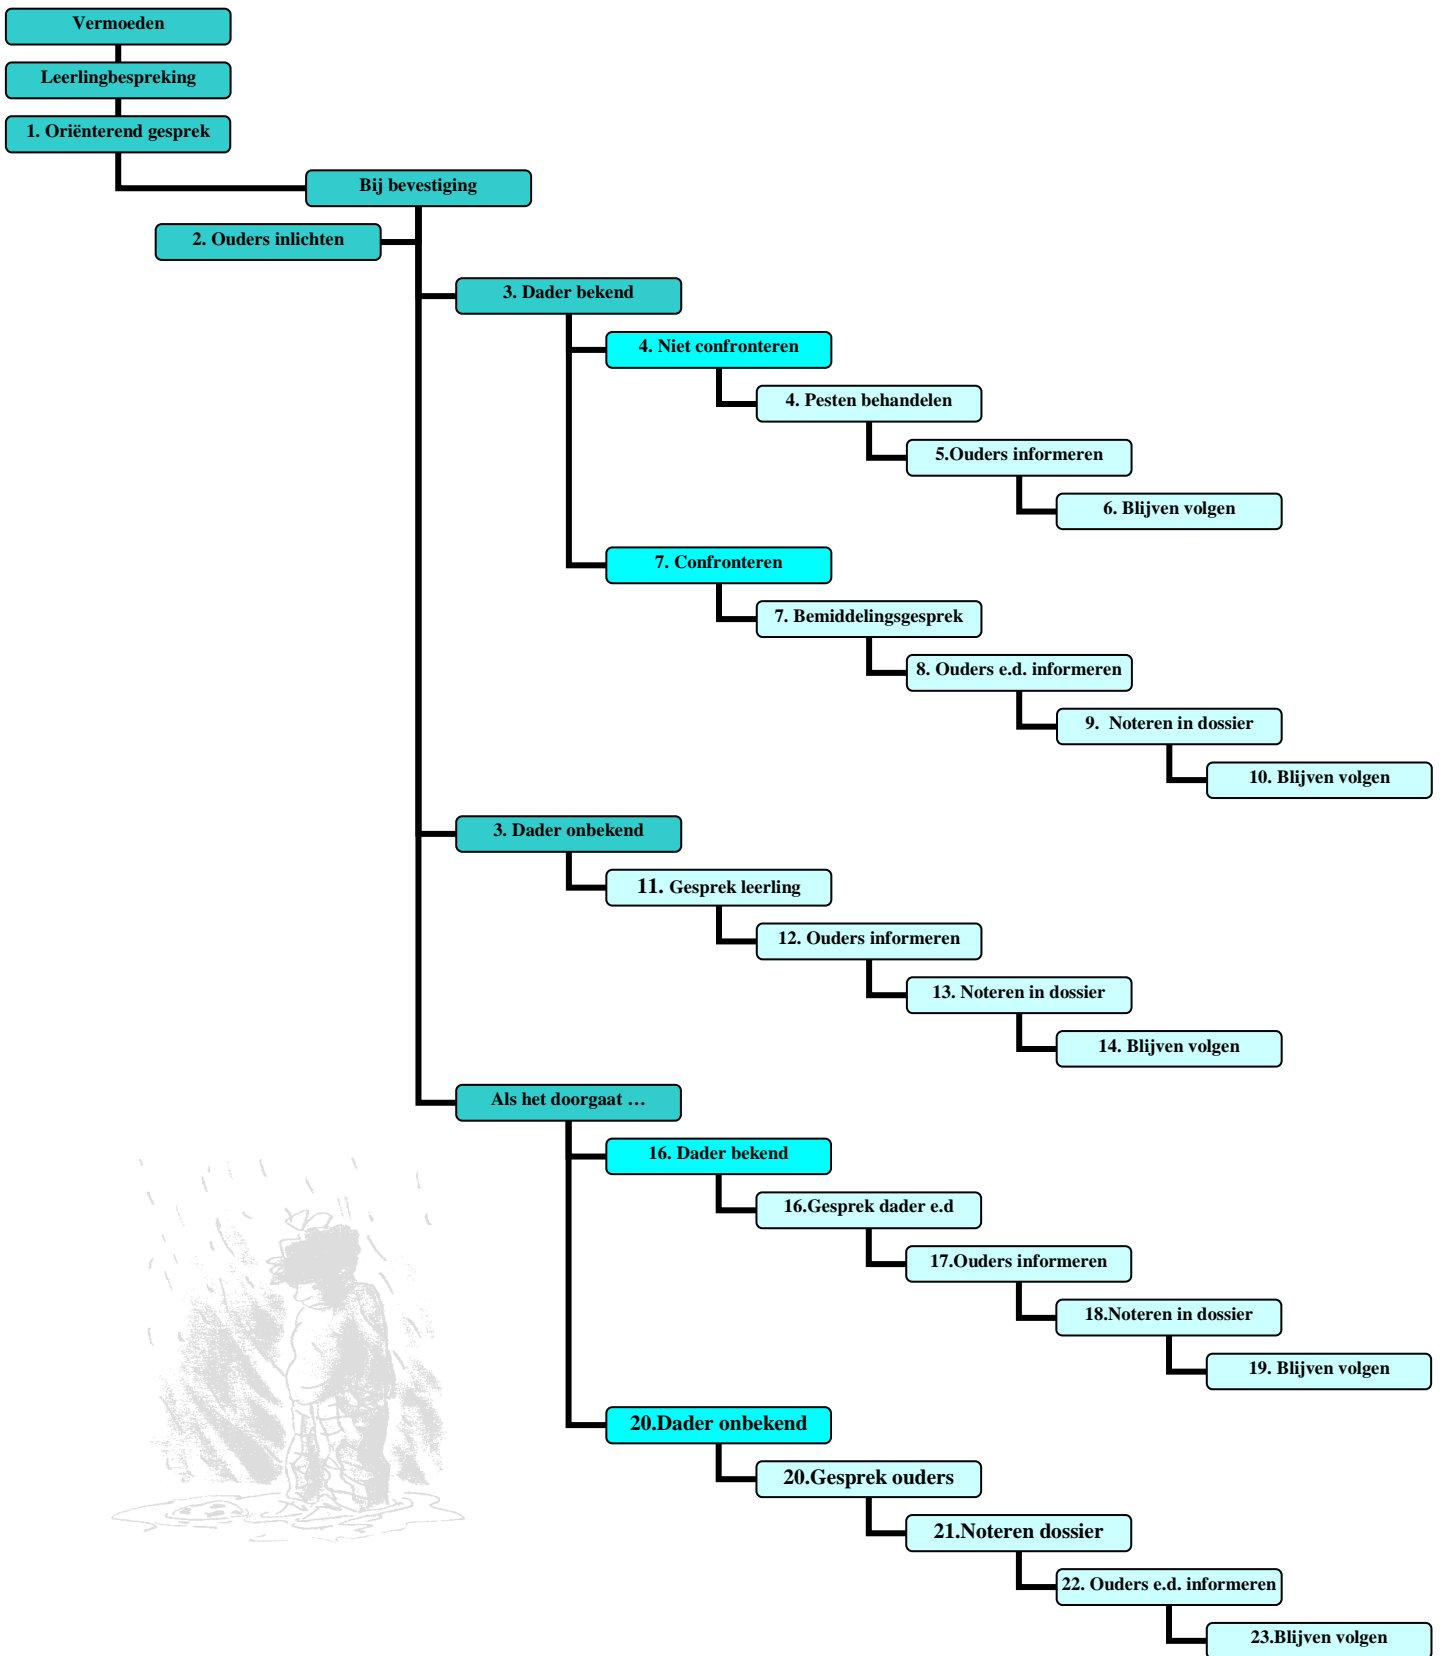 Vermoeden
Leerlingbespreking
1. Oriënterend gesprek
Bij bevestiging
2. Ouders inlichten
3. Dader bekend
4. Niet confronteren
4. Pesten behandelen
5.Ouders informeren
6. Blijven volgen
7. Confronteren
7. Bemiddelingsgesprek
8. Ouders e.d. informeren
9. Noteren in dossier
10. Blijven volgen
3. Dader onbekend
11. Gesprek leerling
12. Ouders informeren
13. Noteren in dossier
14. Blijven volgen
Als het doorgaat …
16. Dader bekend
16.Gesprek dader e.d
17.Ouders informeren
18.Noteren in dossier
19. Blijven volgen
20.Dader onbekend
20.Gesprek ouders
21.Noteren dossier
22. Ouders e.d. informeren
23.Blijven volgen